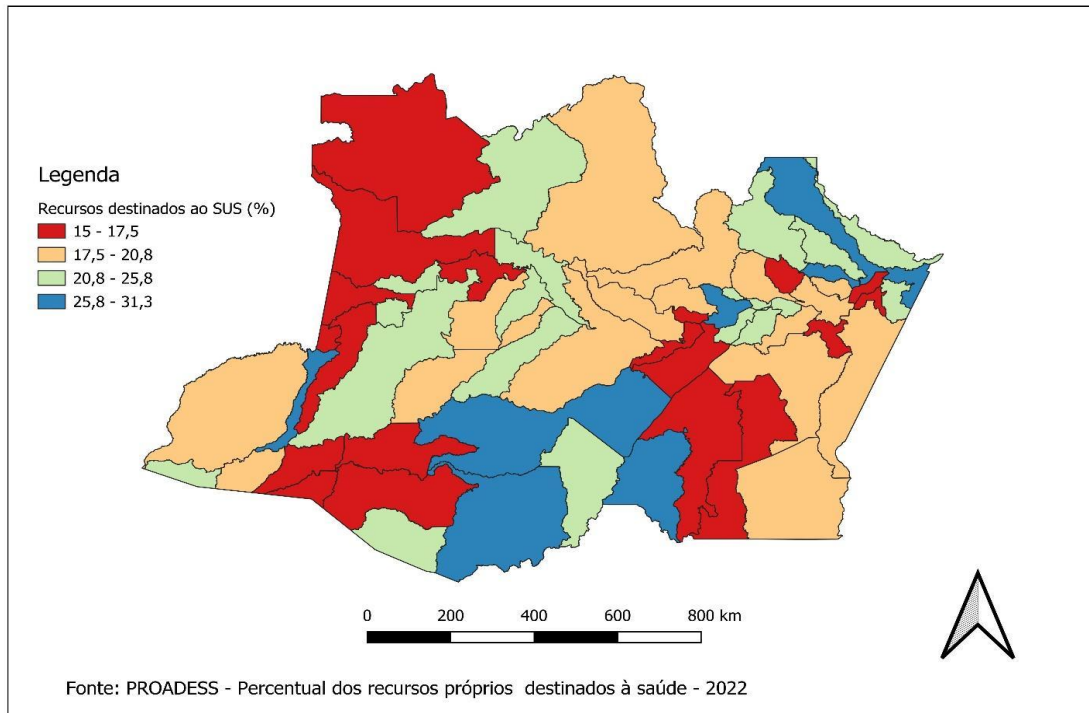 Legenda
Recursos destinados ao SUS (%)
15 - 17,5
17,5 - 20,8
20,8 - 25,8
25,8 - 31,3
0 200 400 600 800 km
Fonte: PROADESS - Percentual dos recursos próprios destinados à saúde - 2022